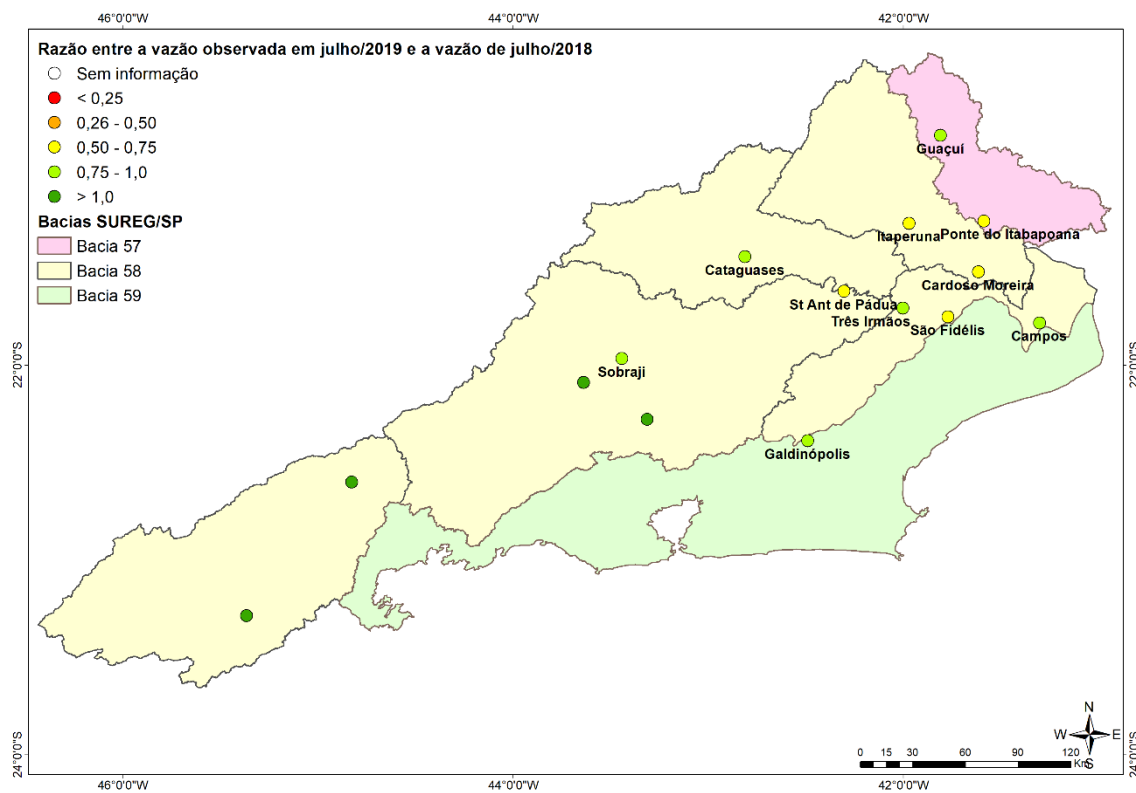 46°0'0"W 44°0'0"W 42°0'0"W
Razão entre a vazão observada em julho/2019 e a vazão de julho/2018
Sem informação
< 0,25
0,26 - 0,50
0,50 - 0,75
0,75 - 1,0
> 1,0
Bacias SUREG/SP
Bacia 57
Bacia 58
Bacia 59
Guaçuí
Itaperuna
Ponte do Itabapoana
Cataguases
Cardoso Moreira
St Ant de Pádua
Três Irmãos
São Fidélis
Campos
Sobraji
Galdinópolis
22°0'0"S
22°0'0"S
24°0'0"S
24°0'0"S
N
W
E
S
0 15 30 60 90 120
Km
46°0'0"W 44°0'0"W 42°0'0"W